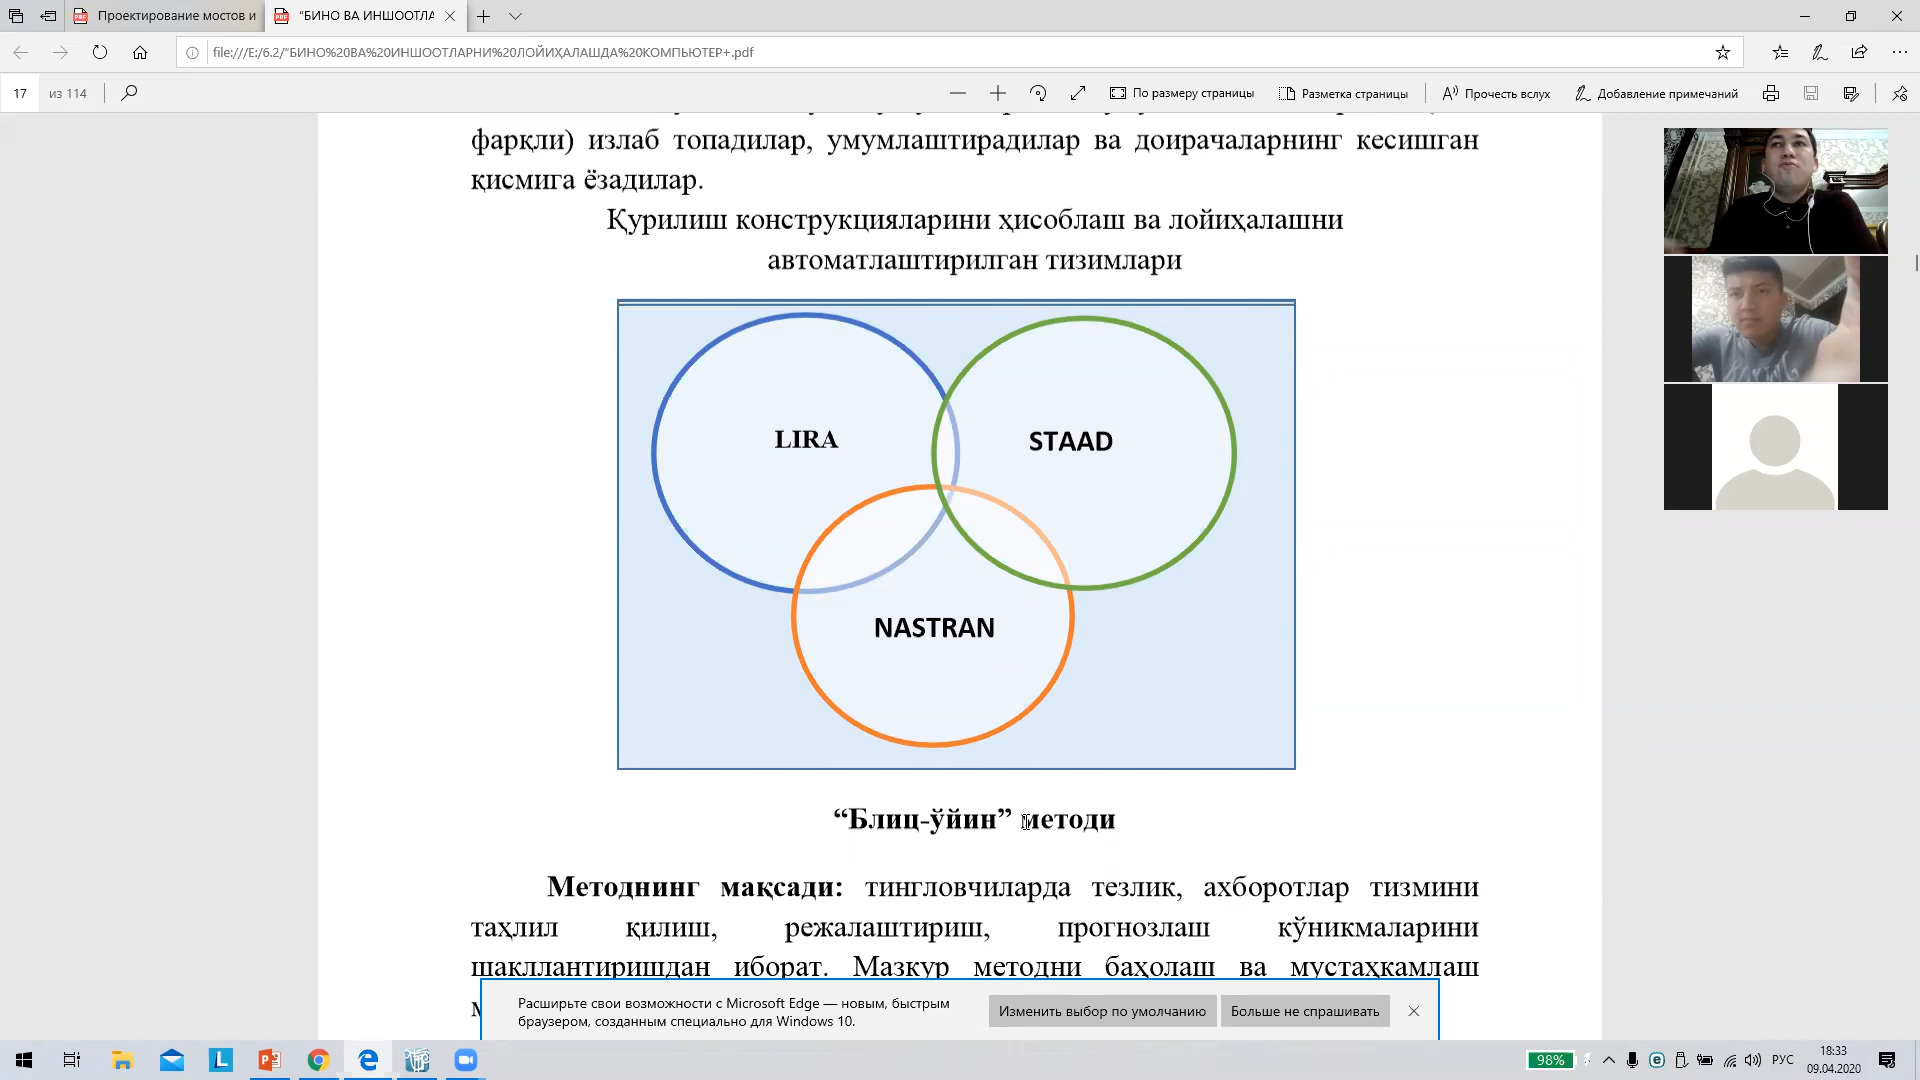 Проектирование мостов и
“БИНО ВА ИНШООТЛА
file:///E:/6.2/“БИНО%20ВА%20ИНШООТЛАРНИ%20ЛОЙИҲАЛАШДА%20КОМПЬЮТЕР+.pdf
17 из 114
По размеру страницы
Разметка страницы
Прочесть вслух
Добавление примечаний
фарқли) излаб топадилар, умумлаштирадилар ва доирачаларнинг кесишган
қисмига ёзадилар.
Қурилиш конструкцияларини ҳисоблаш ва лойиҳалашни
автоматлаштирилган тизимлари
LIRA
STAAD
NASTRAN
“Блиц-ўйин” методи
Методнинг мақсади: тингловчиларда тезлик, ахборотлар тизмини
таҳлил қилиш, режалаштириш, прогнозлаш кўникмаларини
шакллантиришдан иборат. Мазкур методни баҳолаш ва мустаҳкамлаш
Расширьте свои возможности с Microsoft Edge — новым, быстрым
браузером, созданным специально для Windows 10.
Изменить выбор по умолчанию
Больше не спрашивать
98%
РУС
18:33
09.04.2020